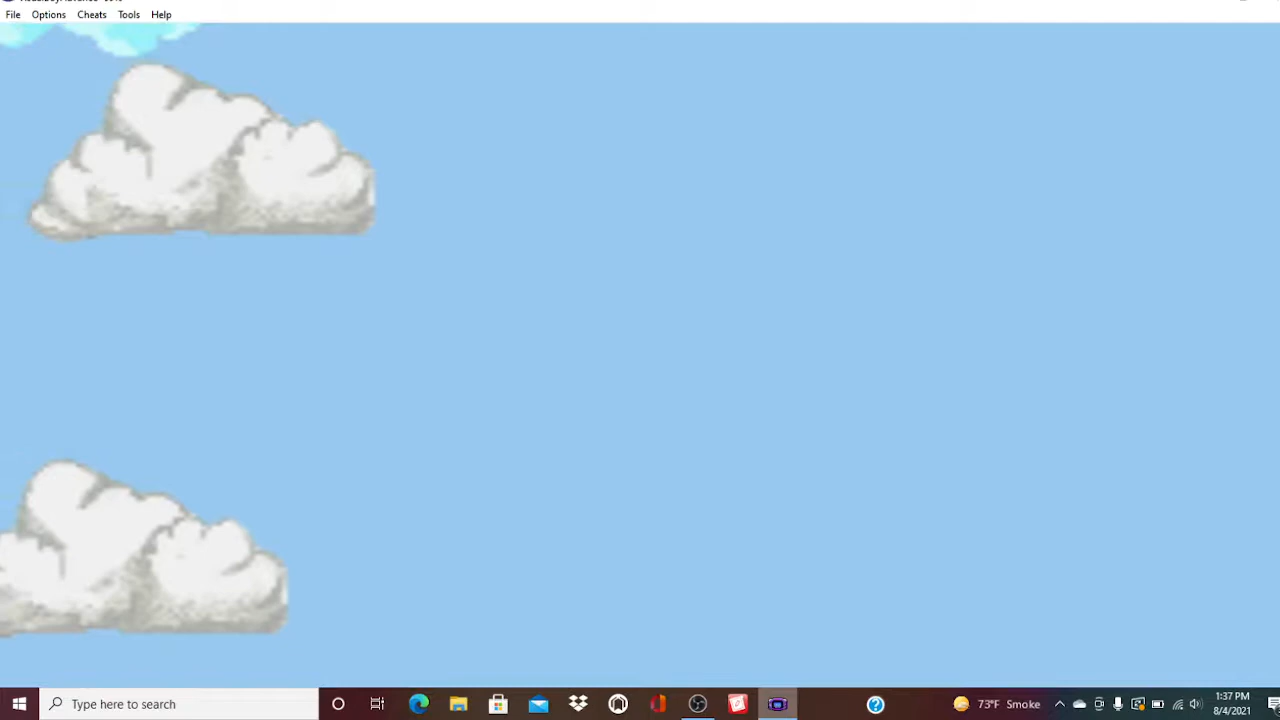 File Options Cheats Tools Help
Type here to search
73°F Smoke
1:37 PM
8/4/2021